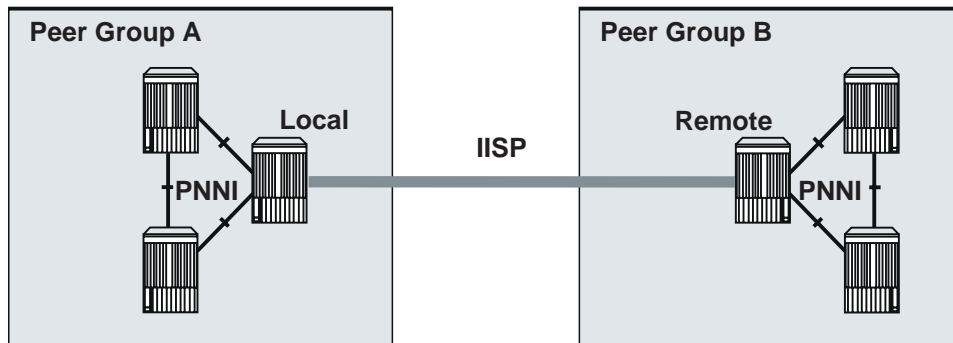 Peer Group A
Peer Group B
Local
Remote
IISP
PNNI
PNNI